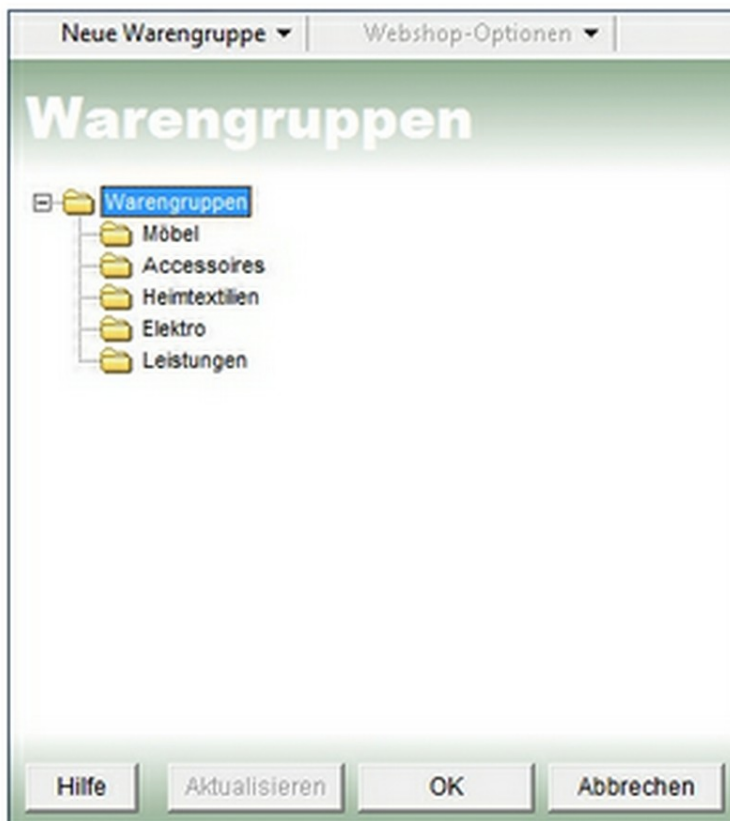 Neue Warengruppe Webshop-Optionen
Warengruppen
Warengruppen
Möbel
Accessoires
Heimtextilien
Elektro
Leistungen
Hilfe Aktualisieren OK Abbrechen